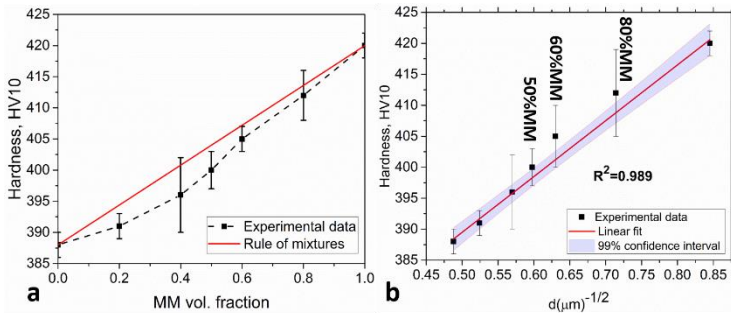 420
415
410
405
400
395
390
385
Hardness, HV10
0.0
0.2
0.4
0.6
0.8
1.0
MM vol. fraction
Experimental data
Rule of mixtures
a
420
415
410
405
400
395
390
385
Hardness, HV10
0.45
0.50
0.55
0.60
0.65
0.70
0.75
0.80
0.85
d(μm)-1/2
50%MM
60%MM
80%MM
R2=0.989
Experimental data
Linear fit
99% confidence interval
b